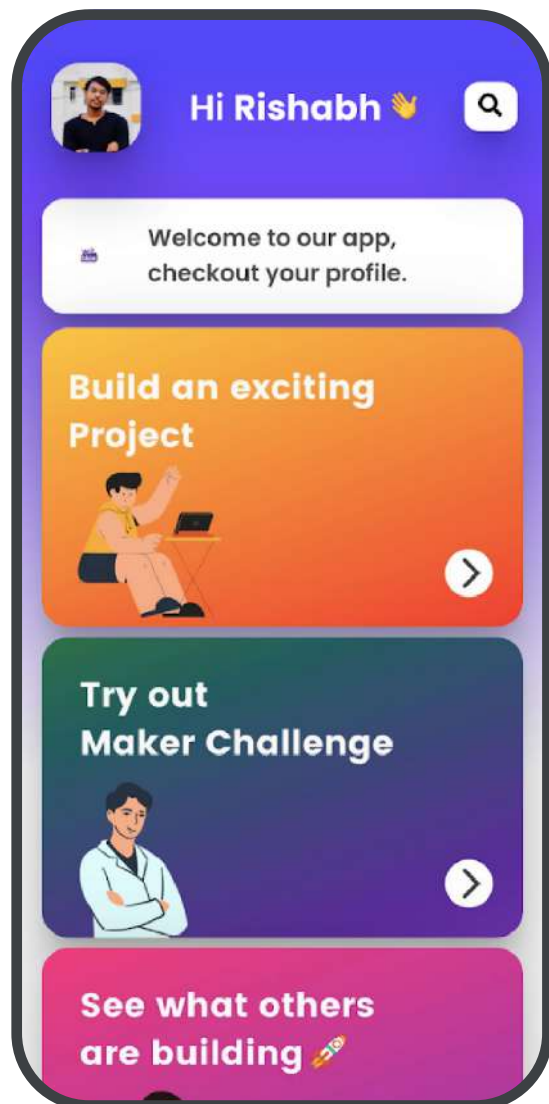 Hi Rishabh 👋
Welcome to our app,
checkout your profile.
Build an exciting
Project
Try out
Maker Challenge
See what others
are building 🚀